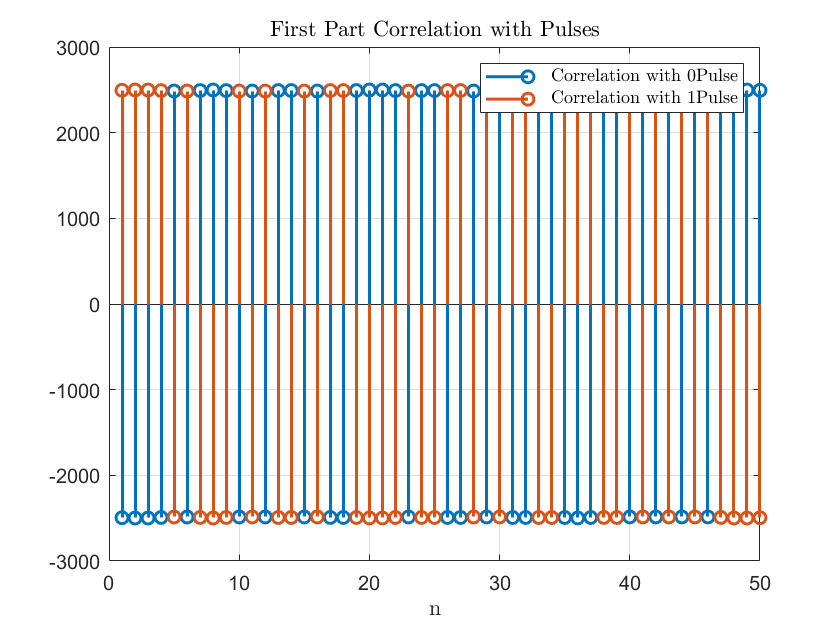 First Part Correlation with Pulses
3000
Correlation with 0Pulse
Correlation with 1Pulse
2000
1000
0
-1000
-2000
-3000
0 10 20 30 40 50
n